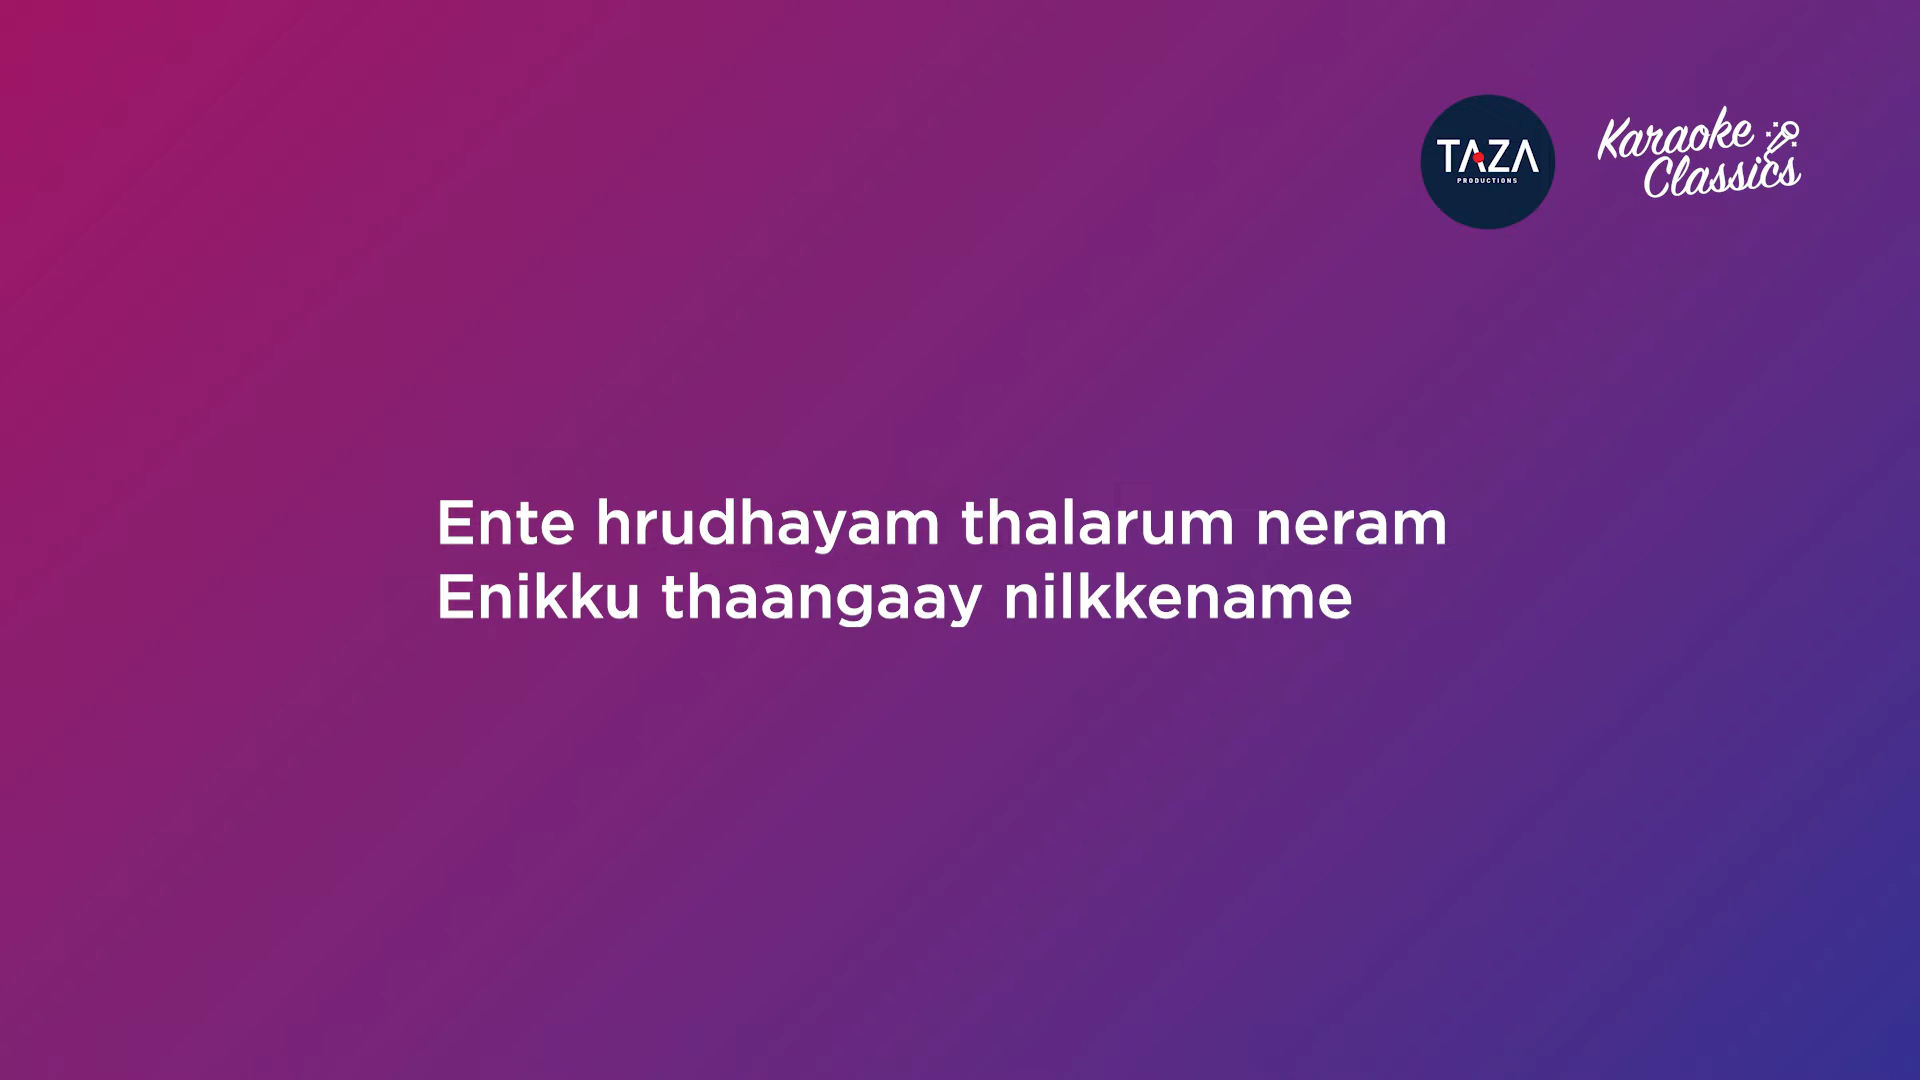 TAZA
PRODUCTIONS
Karaoke
Classics
Ente hrudhayam thalarum neram
Enikku thaangaay nilkkename